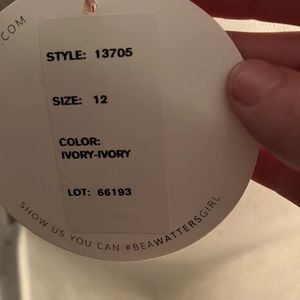 .COM
STYLE: 13705
SIZE: 12
COLOR:
IVORY-IVORY
LOT: 66193
SHOW US YOU CAN #BEAWATTERSGIRL